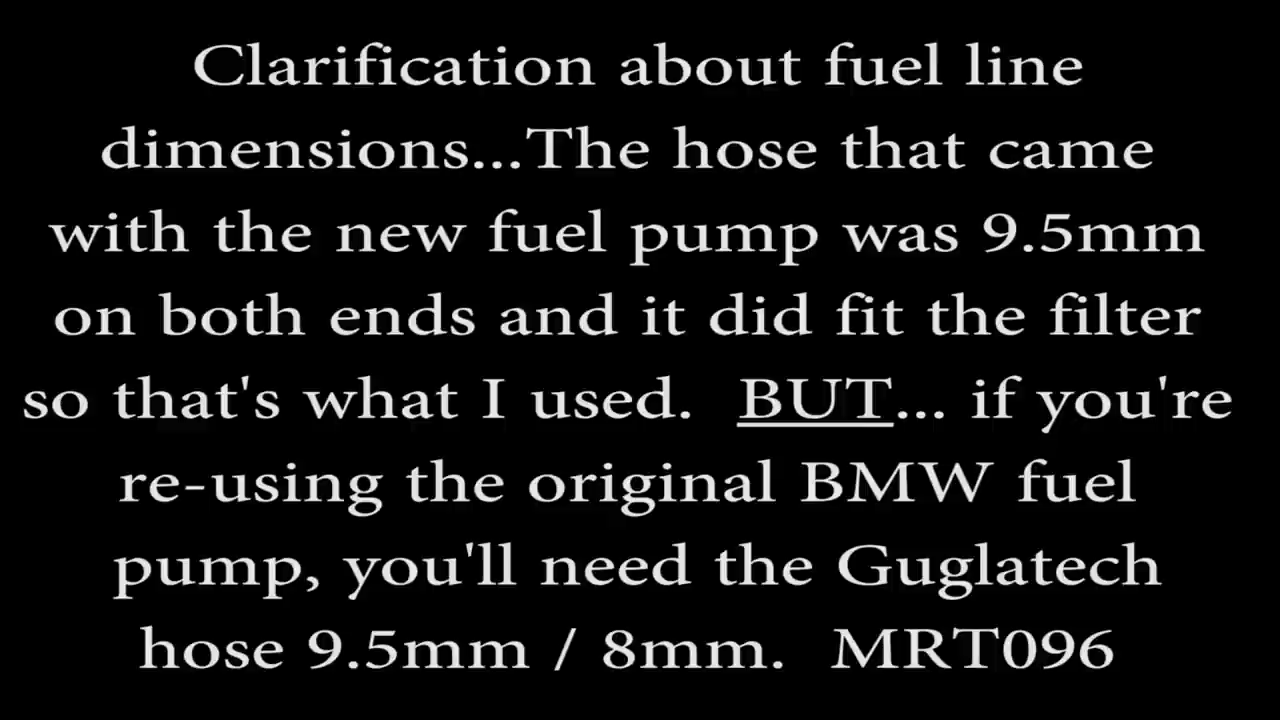 Clarification about fuel line
dimensions...The hose that came
with the new fuel pump was 9.5mm
on both ends and it did fit the filter
so that's what I used.  BUT... if you're
re-using the original BMW fuel
pump, you'll need the Guglatech
hose 9.5mm / 8mm.  MRT096